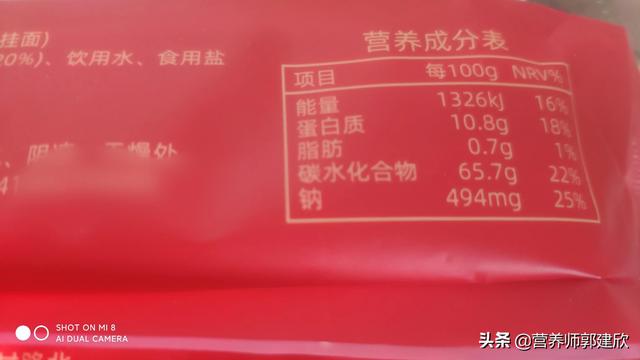 挂面)
20%)、饮用水、食用盐
处
41
营养成分表
项目 每100g NRV%
能量 1326kJ 16%
蛋白质 10.8g 18%
脂肪 0.7g 1%
碳水化合物 65.7g 22%
钠 494mg 25%
SHOT ON MI 8
AI DUAL CAMERA
头条 @营养师郭建欣